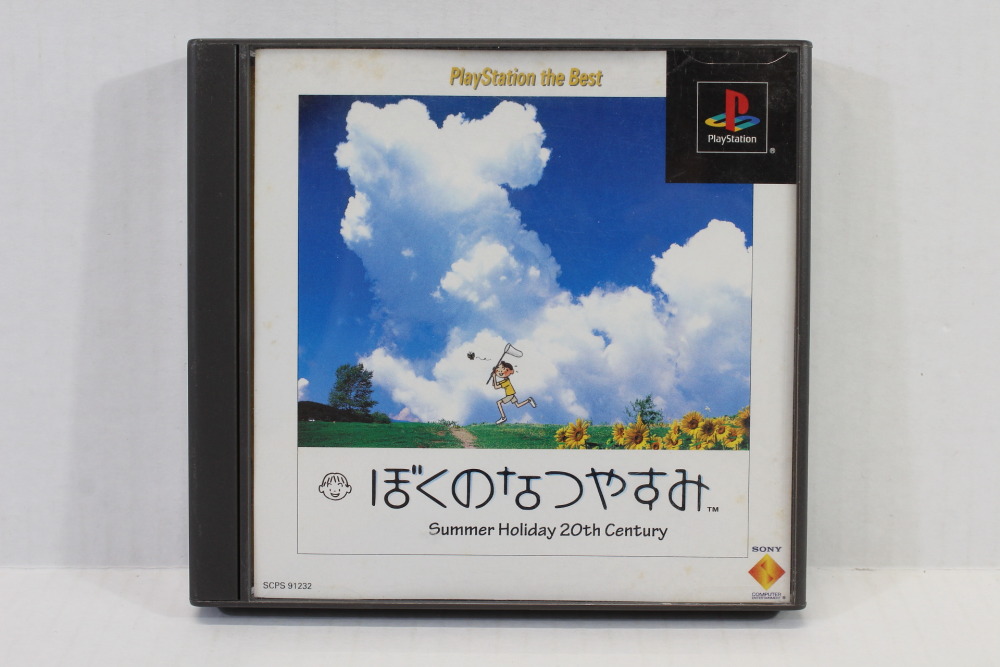 PlayStation the Best
PlayStation
®
ぼくのなつやすみ™
Summer Holiday 20th Century
SONY
COMPUTER
ENTERTAINMENT®
SCPS 91232